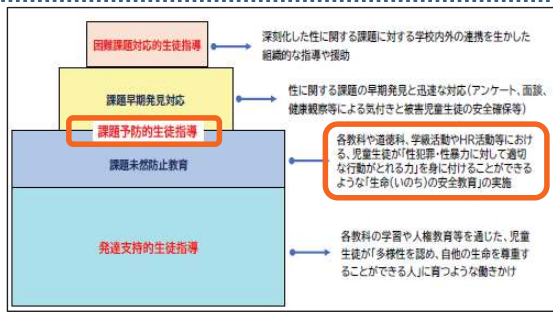 困難課題対応的生徒指導
深刻化した性に関する課題に対する学校内外の連携を生かした
組織的な指導や援助
課題早期発見対応
性に関する課題の早期発見と迅速な対応(アンケート、面談、
健康観察等による気付きと被害児童生徒の安全確保等)
課題予防的生徒指導
課題未然防止教育
各教科や道徳科、学級活動やHR活動等におけ
る、児童生徒が「性犯罪・性暴力に対して適切
な行動がとれる力」を身に付けることができる
ような「生命(いのち)の安全教育」の実施
発達支持的生徒指導
各教科の学習や人権教育等を通じた、児童
生徒が「多様性を認め、自他の生命を尊重す
ることができる人」に育つような働きかけ